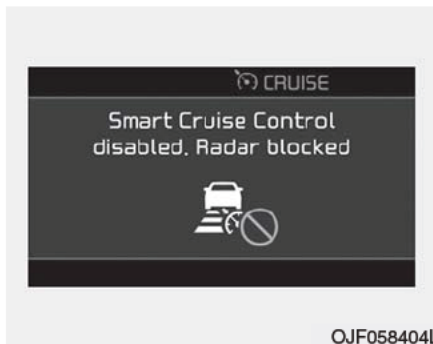 CRUISE
Smart Cruise Control
disabled, Radar blocked
OJF058404L